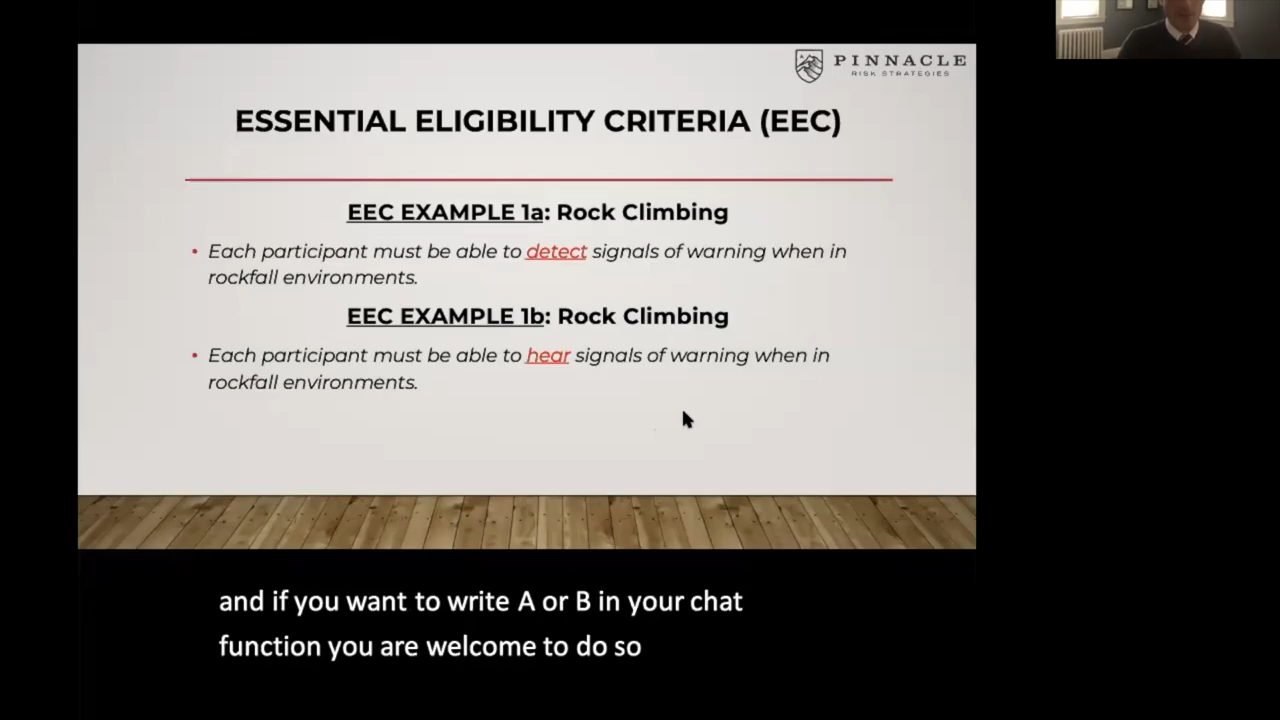 PINNACLE
RISK STRATEGIES
ESSENTIAL ELIGIBILITY CRITERIA (EEC)
EEC EXAMPLE 1a: Rock Climbing
• Each participant must be able to detect signals of warning when in
rockfall environments.
EEC EXAMPLE 1b: Rock Climbing
• Each participant must be able to hear signals of warning when in
rockfall environments.
and if you want to write A or B in your chat
function you are welcome to do so